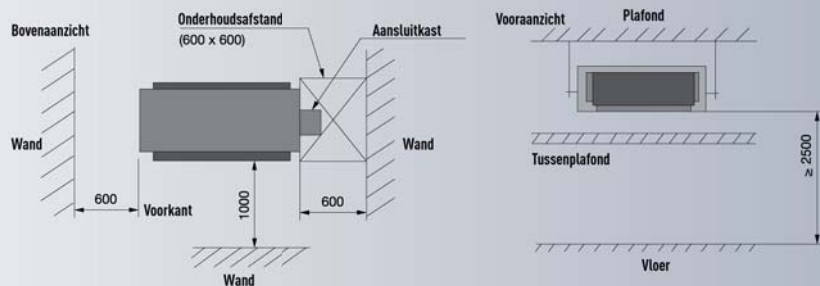 Bovenaanzicht
Onderhoudsafstand
(600 x 600)
Aansluitkast
Wand
Wand
600
Voorkant
1000
600
Wand
Vooraanzicht
Plafond
Tussenplafond
≥ 2500
Vloer